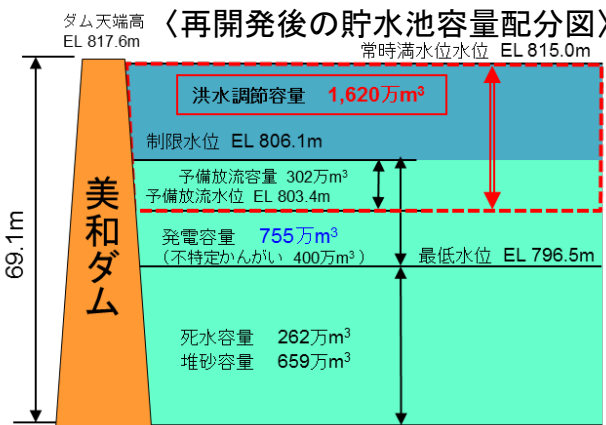 〈再開発後の貯水池容量配分図〉
ダム天端高
EL 817.6m
常時満水位水位 EL 815.0m
洪水調節容量 1,620万m³
制限水位 EL 806.1m
予備放流容量 302万m³
予備放流水位 EL 803.4m
発電容量 755万m³
(不特定かんがい 400万m³)
最低水位 EL 796.5m
美和ダム
69.1m
死水容量 262万m³
堆砂容量 659万m³